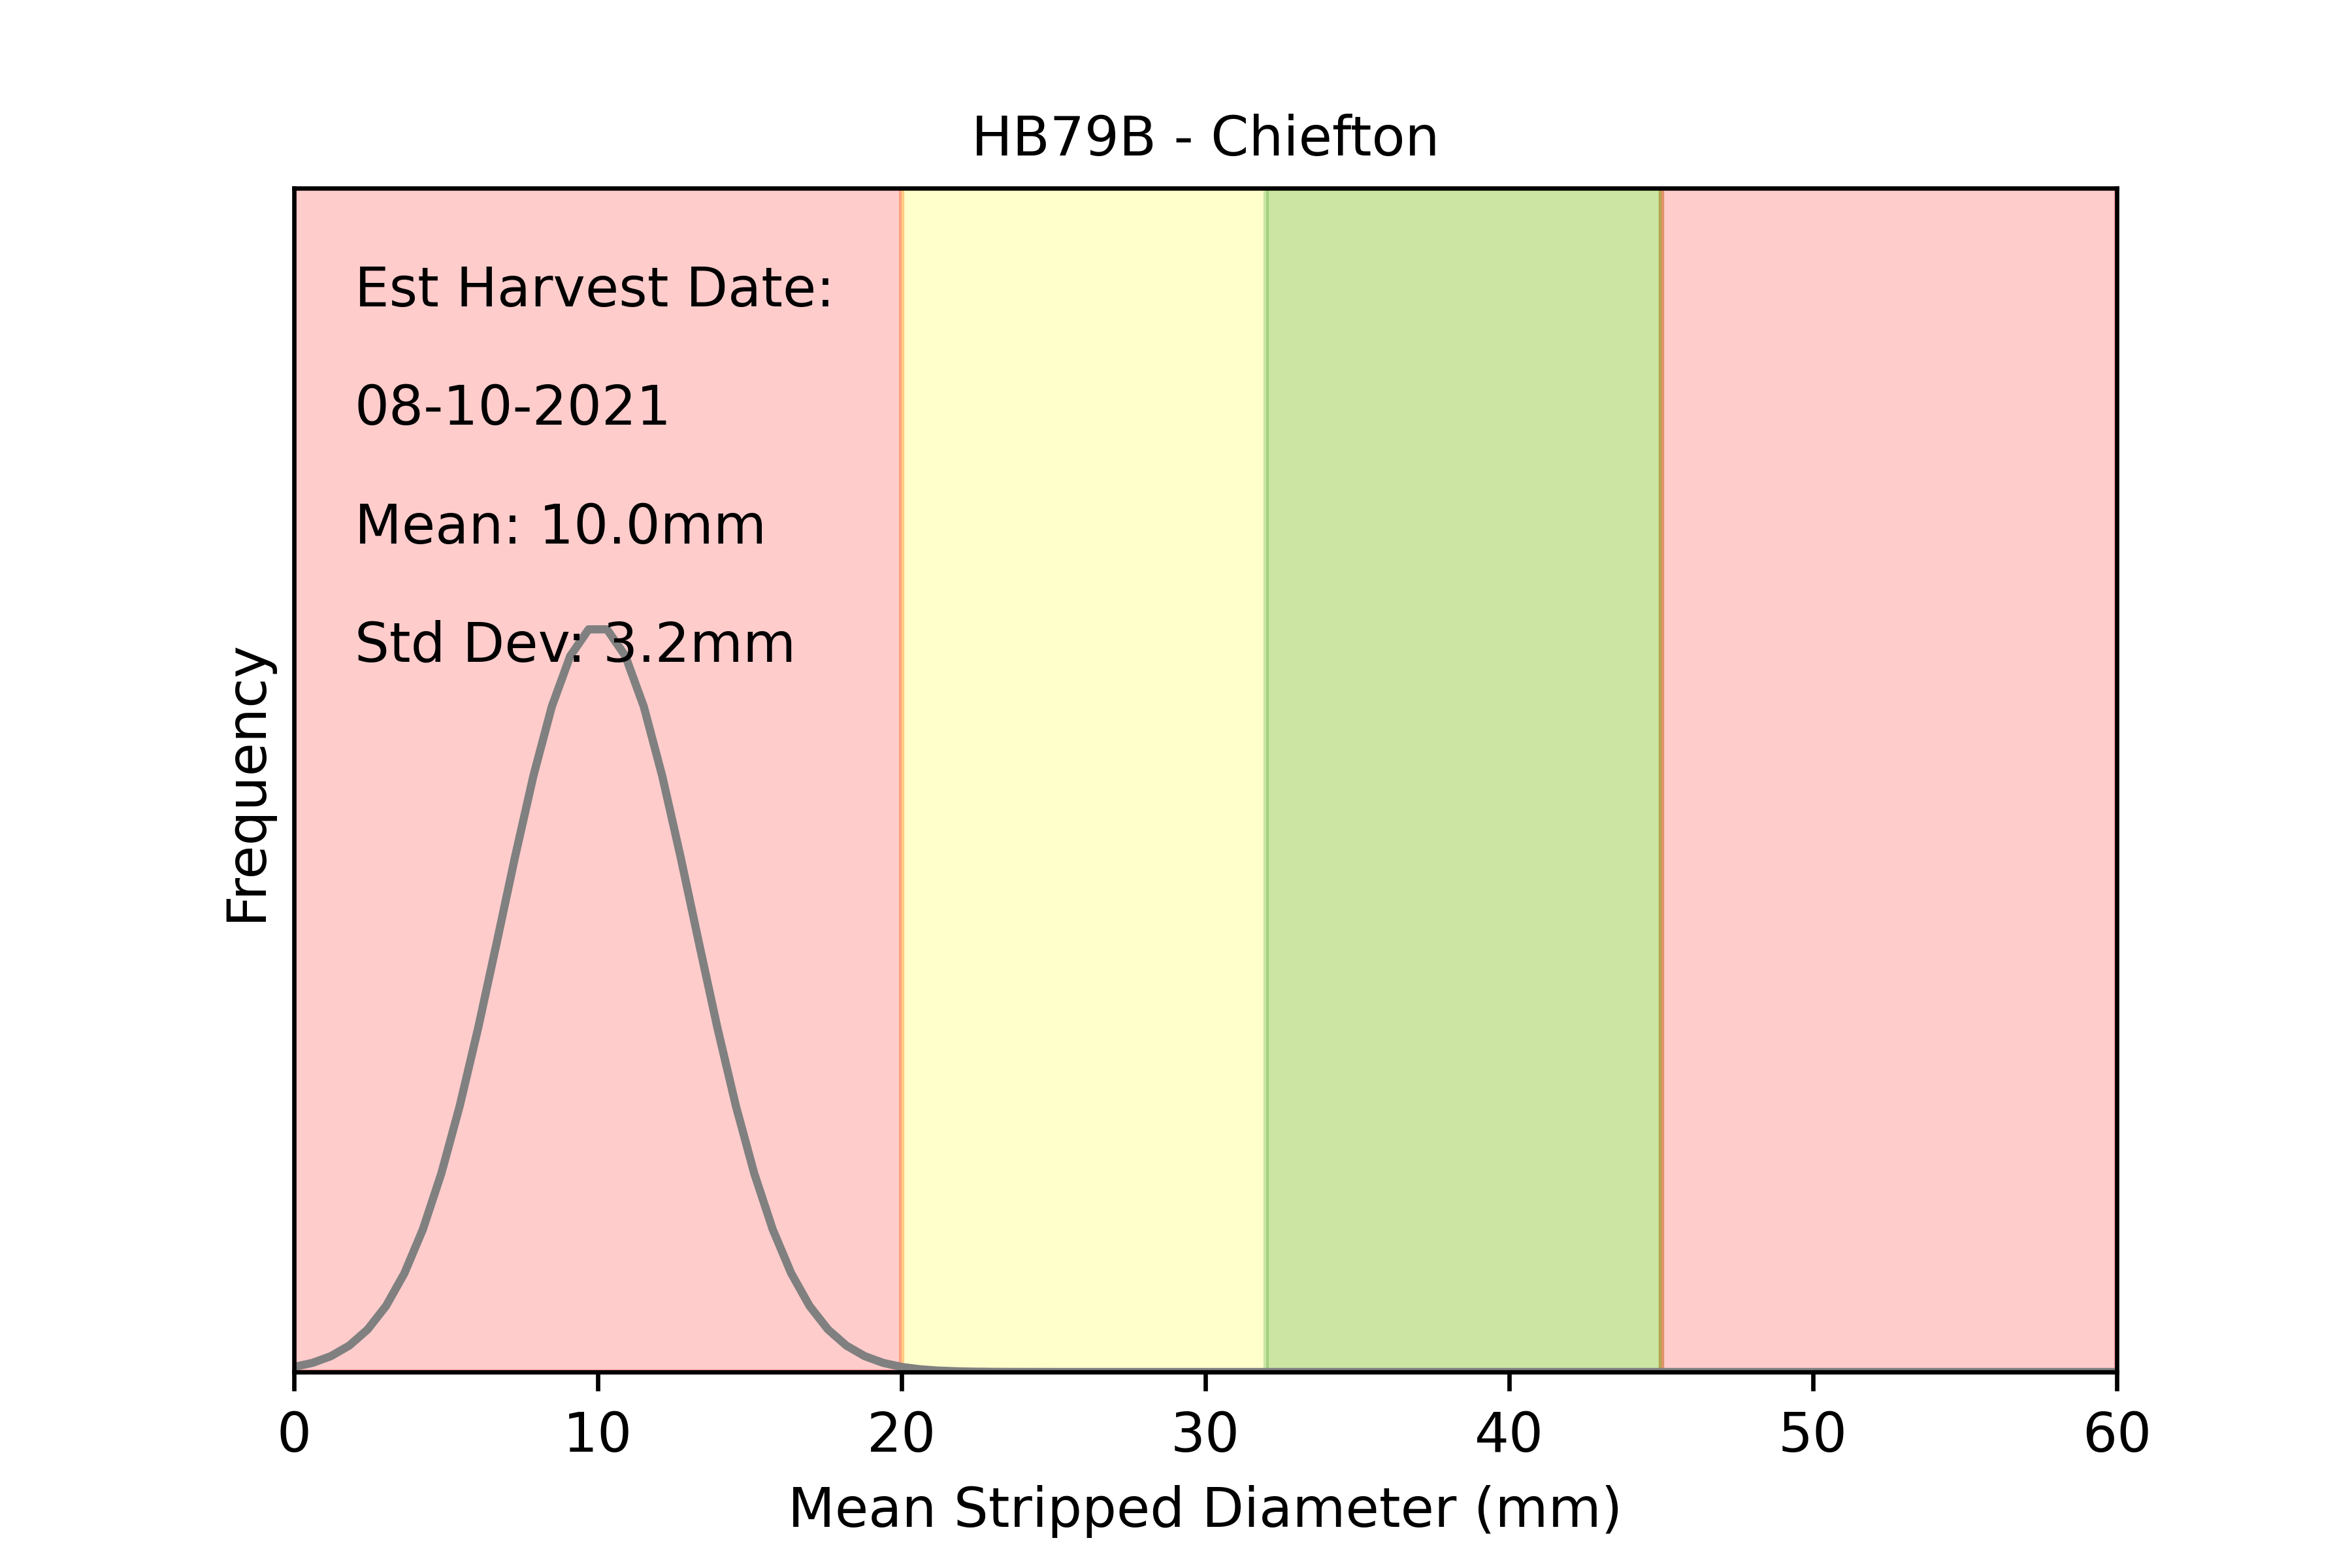 HB79B - Chiefton
Est Harvest Date:
08-10-2021
Mean: 10.0mm
Std Dev: 3.2mm
Frequency
0 10 20 30 40 50 60
Mean Stripped Diameter (mm)